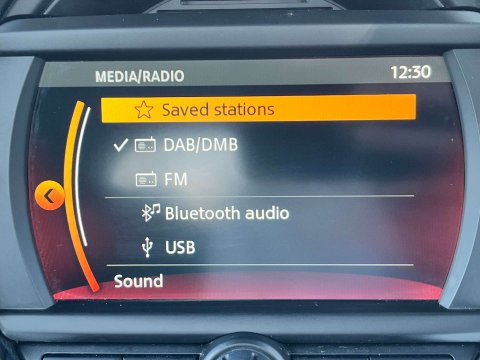 MEDIA/RADIO 12:30
Saved stations
DAB/DMB
FM
Bluetooth audio
USB
Sound